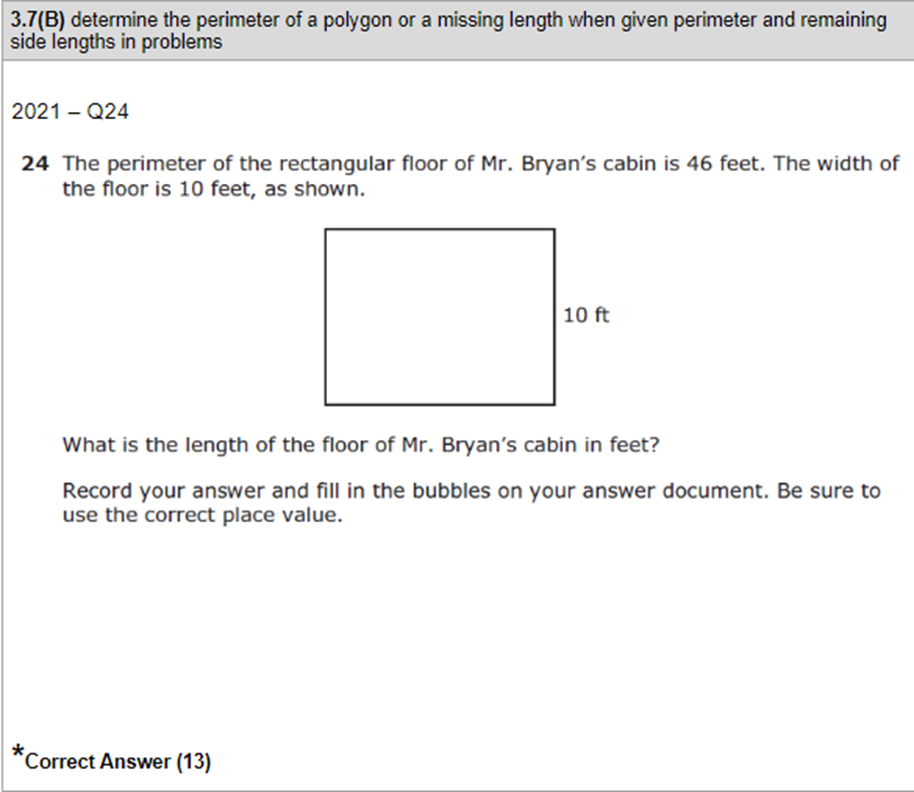 3.7(B) determine the perimeter of a polygon or a missing length when given perimeter and remaining
side lengths in problems
2021 – Q24
24 The perimeter of the rectangular floor of Mr. Bryan’s cabin is 46 feet. The width of
the floor is 10 feet, as shown.
10 ft
What is the length of the floor of Mr. Bryan’s cabin in feet?
Record your answer and fill in the bubbles on your answer document. Be sure to
use the correct place value.
*Correct Answer (13)